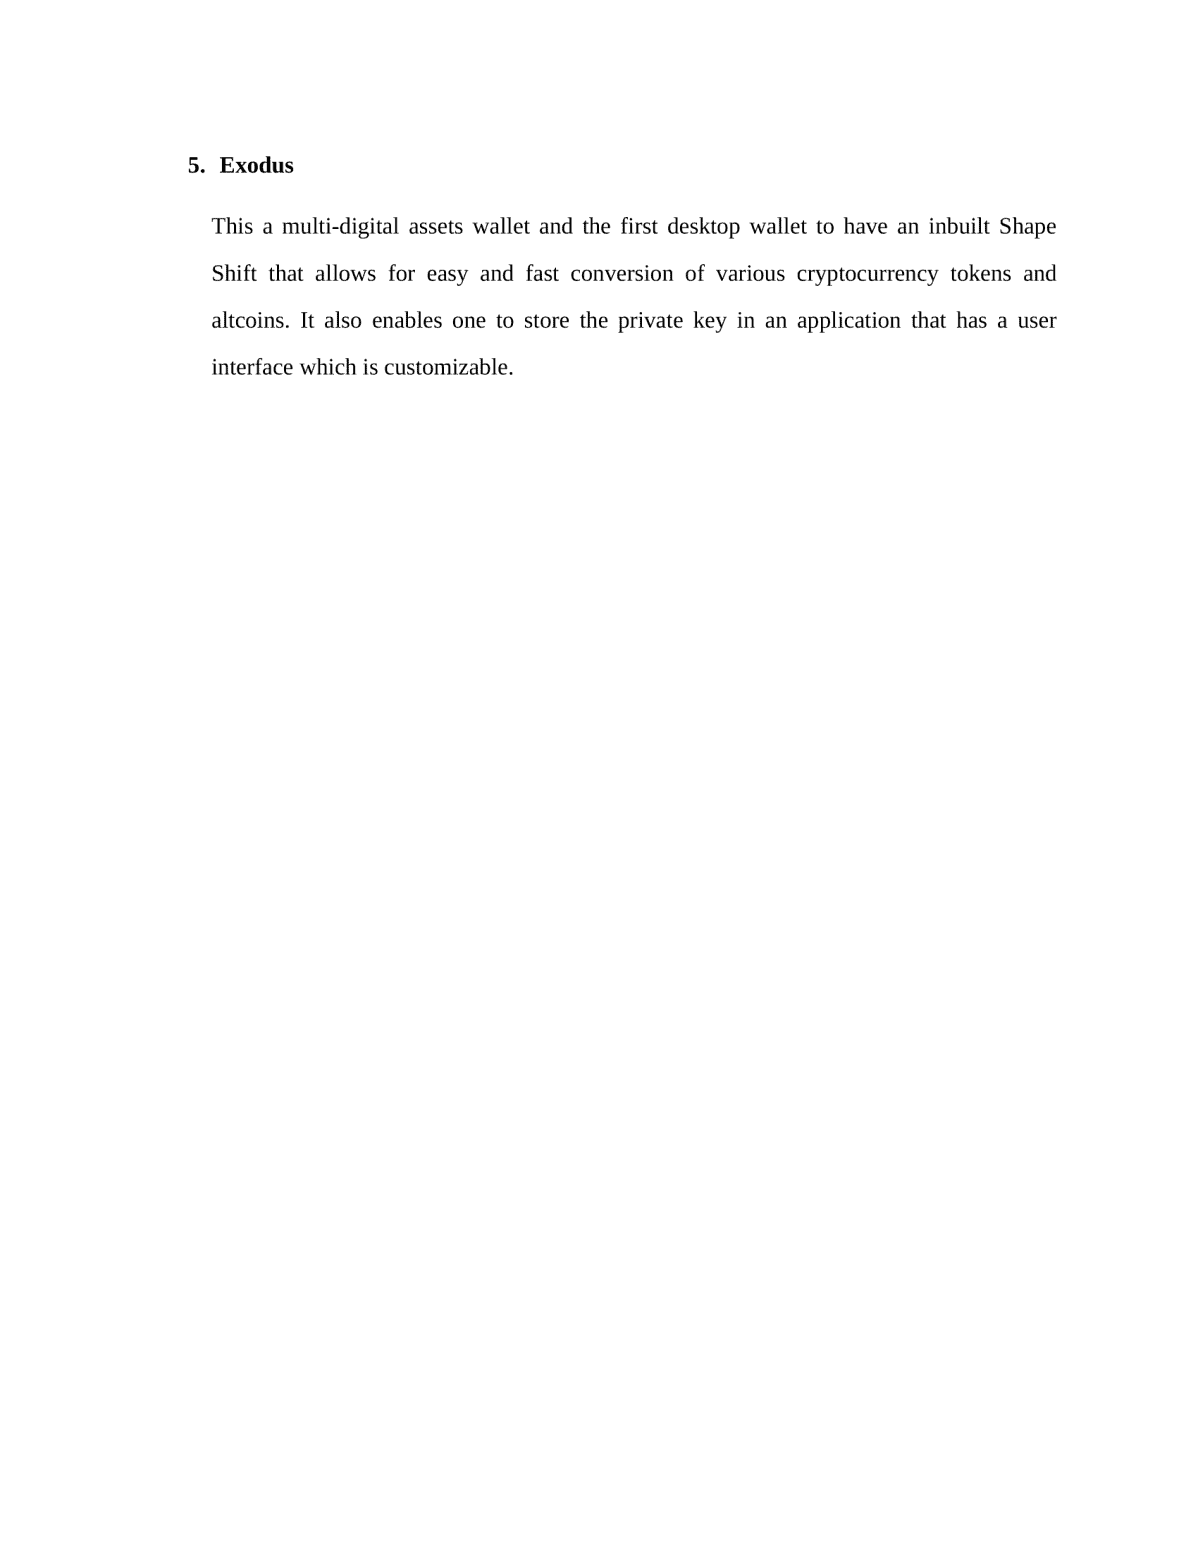 5. Exodus
This a multi-digital assets wallet and the first desktop wallet to have an inbuilt Shape
Shift that allows for easy and fast conversion of various cryptocurrency tokens and
altcoins. It also enables one to store the private key in an application that has a user
interface which is customizable.